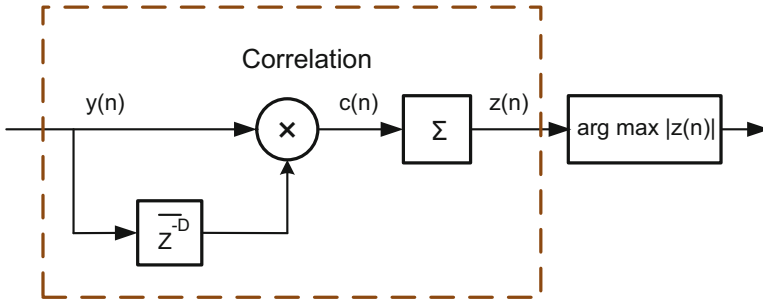 Correlation
y(n)
c(n)
z(n)
×
Σ
arg max |z(n)|
Z^-D